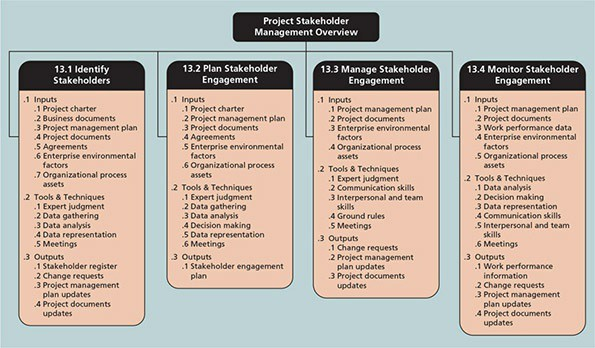 Project Stakeholder
Management Overview
13.1 Identify
Stakeholders
.1 Inputs
.1 Project charter
.2 Business documents
.3 Project management plan
.4 Project documents
.5 Agreements
.6 Enterprise environmental
factors
.7 Organizational process
assets
.2 Tools & Techniques
.1 Expert judgment
.2 Data gathering
.3 Data analysis
.4 Data representation
.5 Meetings
.3 Outputs
.1 Stakeholder register
.2 Change requests
.3 Project management
plan updates
.4 Project documents
updates
13.2 Plan Stakeholder
Engagement
.1 Inputs
.1 Project charter
.2 Project management plan
.3 Project documents
.4 Agreements
.5 Enterprise environmental
factors
.6 Organizational process
assets
.2 Tools & Techniques
.1 Expert judgment
.2 Data gathering
.3 Data analysis
.4 Decision making
.5 Data representation
.6 Meetings
.3 Outputs
.1 Stakeholder engagement
plan
13.3 Manage Stakeholder
Engagement
.1 Inputs
.1 Project management plan
.2 Project documents
.3 Enterprise environmental
factors
.4 Organizational process
assets
.2 Tools & Techniques
.1 Expert judgment
.2 Communication skills
.3 Interpersonal and team
skills
.4 Ground rules
.5 Meetings
.3 Outputs
.1 Change requests
.2 Project management
plan updates
.3 Project documents
updates
13.4 Monitor Stakeholder
Engagement
.1 Inputs
.1 Project management plan
.2 Project documents
.3 Work performance data
.4 Enterprise environmental
factors
.5 Organizational process
assets
.2 Tools & Techniques
.1 Data analysis
.2 Decision making
.3 Data representation
.4 Communication skills
.5 Interpersonal and team
skills
.6 Meetings
.3 Outputs
.1 Work performance
information
.2 Change requests
.3 Project management
plan updates
.4 Project documents
updates